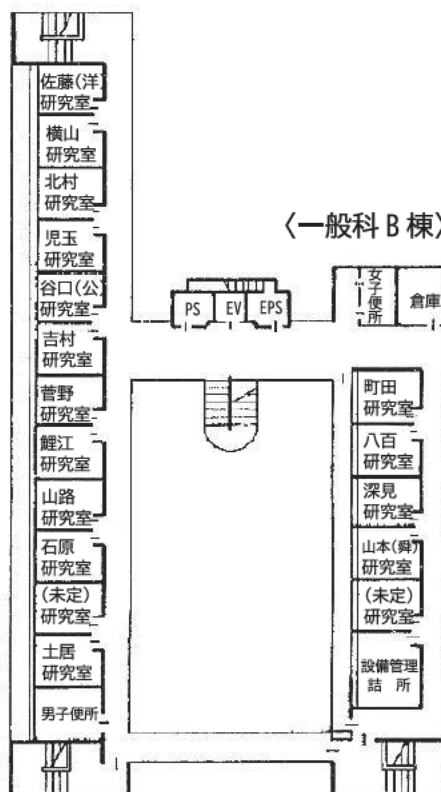 佐藤(洋)
研究室
横山
研究室
北村
研究室
児玉
研究室
谷口(公)
研究室
吉村
研究室
菅野
研究室
鯉江
研究室
山路
研究室
石原
研究室
(未定)
研究室
土居
研究室
男子便所
〈一般科 B 棟〉
PS
EV
EPS
女子便所
倉庫
町田
研究室
八百
研究室
深見
研究室
山本(舜)
研究室
(未定)
研究室
設備管理
詰 所